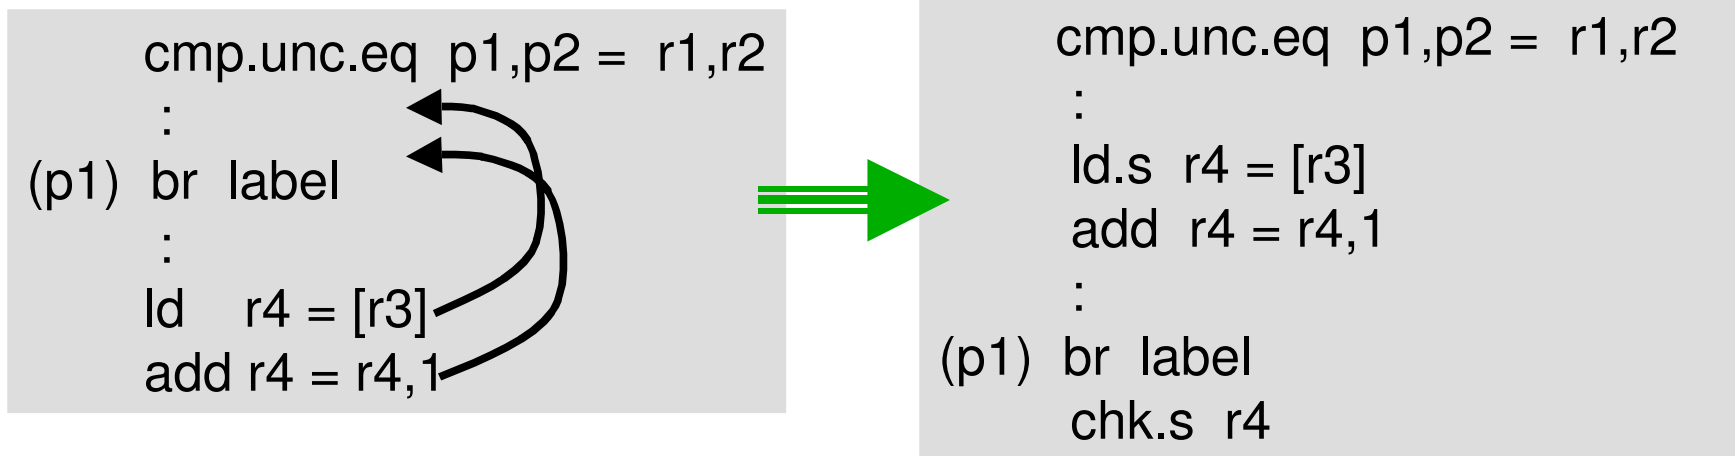 cmp.unc.eq p1,p2 = r1,r2
:
(p1) br label
:
ld r4 = [r3]
add r4 = r4,1
cmp.unc.eq p1,p2 = r1,r2
:
ld.s r4 = [r3]
add r4 = r4,1
:
(p1) br label
chk.s r4